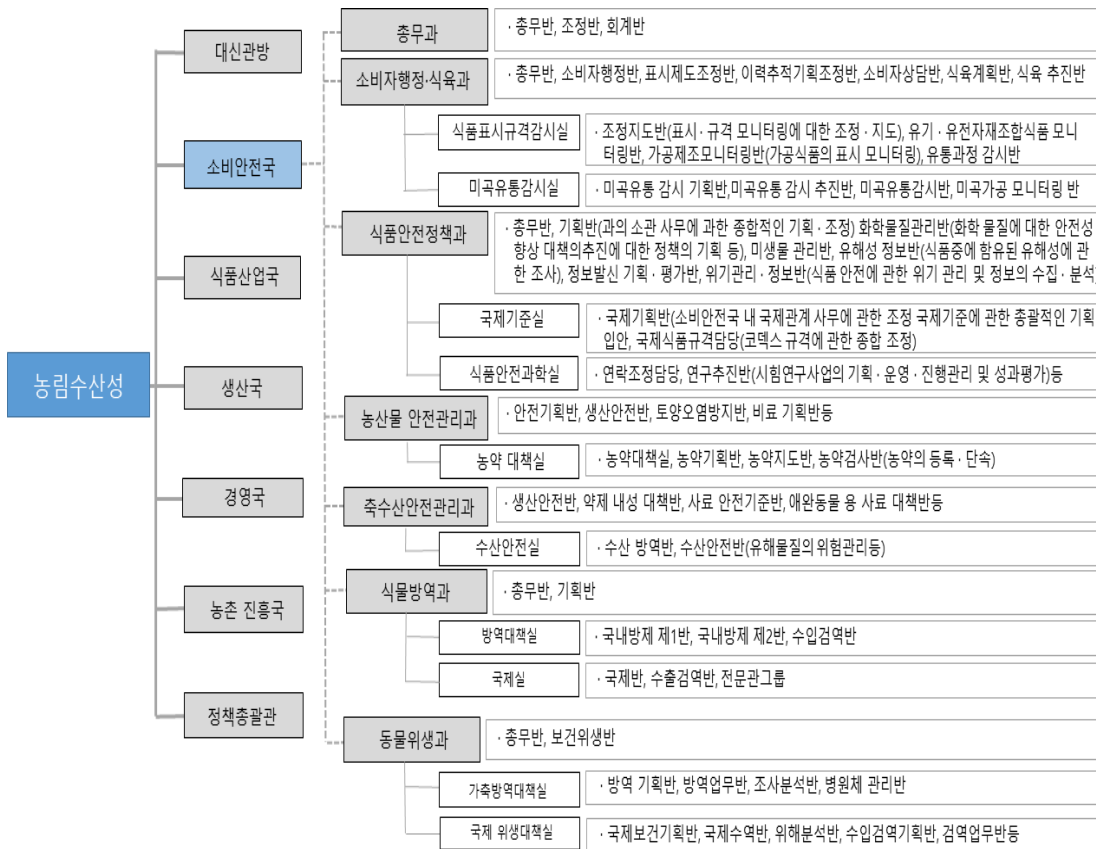 농림수산성
대신관방
소비안전국
식품산업국
생산국
경영국
농촌 진흥국
정책총괄관
총무과
· 총무반, 조정반, 회계반
소비자행정·식육과
· 총무반, 소비자행정반, 표시제도조정반, 이력추적기획조정반, 소비자상담반, 식육계획반, 식육 추진반
식품표시규격감시실
· 조정지도반(표시 · 규격 모니터링에 대한 조정 · 지도), 유기 · 유전자재조합식품 모니
터링반, 가공제조모니터링반(가공식품의 표시 모니터링), 유통과정 감시반
미곡유통감시실
· 미곡유통 감시 기획반,미곡유통 감시 추진반, 미곡유통감시반, 미곡가공 모니터링 반
식품안전정책과
· 총무반, 기획반(과의 소관 사무에 과한 종합적인 기획 · 조정) 화학물질관리반(화학 물질에 대한 안전성
향상 대책의추진에 대한 정책의 기획 등), 미생물 관리반, 유해성 정보반(식품중에 함유된 유해성에 관
한 조사), 정보발신 기획 · 평가반, 위기관리 · 정보반(식품 안전에 관한 위기 관리 및 정보의 수집 · 분석)
국제기준실
· 국제기획반(소비안전국 내 국제관계 사무에 관한 조정 국제기준에 관한 총괄적인 기획
입안, 국제식품규격담당(코덱스 규격에 관한 종합 조정)
식품안전과학실
· 연락조정담당, 연구추진반(시험연구사업의 기획 · 운영 · 진행관리 및 성과평가)등
농산물 안전관리과
· 안전기획반, 생산안전반, 토양오염방지반, 비료 기획반등
농약 대책실
· 농약대책실, 농약기획반, 농약지도반, 농약검사반(농약의 등록 · 단속)
축수산안전관리과
· 생산안전반, 약제 내성 대책반, 사료 안전기준반, 애완동물 용 사료 대책반등
수산안전실
· 수산 방역반, 수산안전반(유해물질의 위험관리등)
식물방역과
· 총무반, 기획반
방역대책실
· 국내방제 제1반, 국내방제 제2반, 수입검역반
국제실
· 국제반, 수출검역반, 전문관그룹
동물위생과
· 총무반, 보건위생반
가축방역대책실
· 방역 기획반, 방역업무반, 조사분석반, 병원체 관리반
국제 위생대책실
· 국제보건기획반, 국제수역반, 위해분석반, 수입검역기획반, 검역업무반등